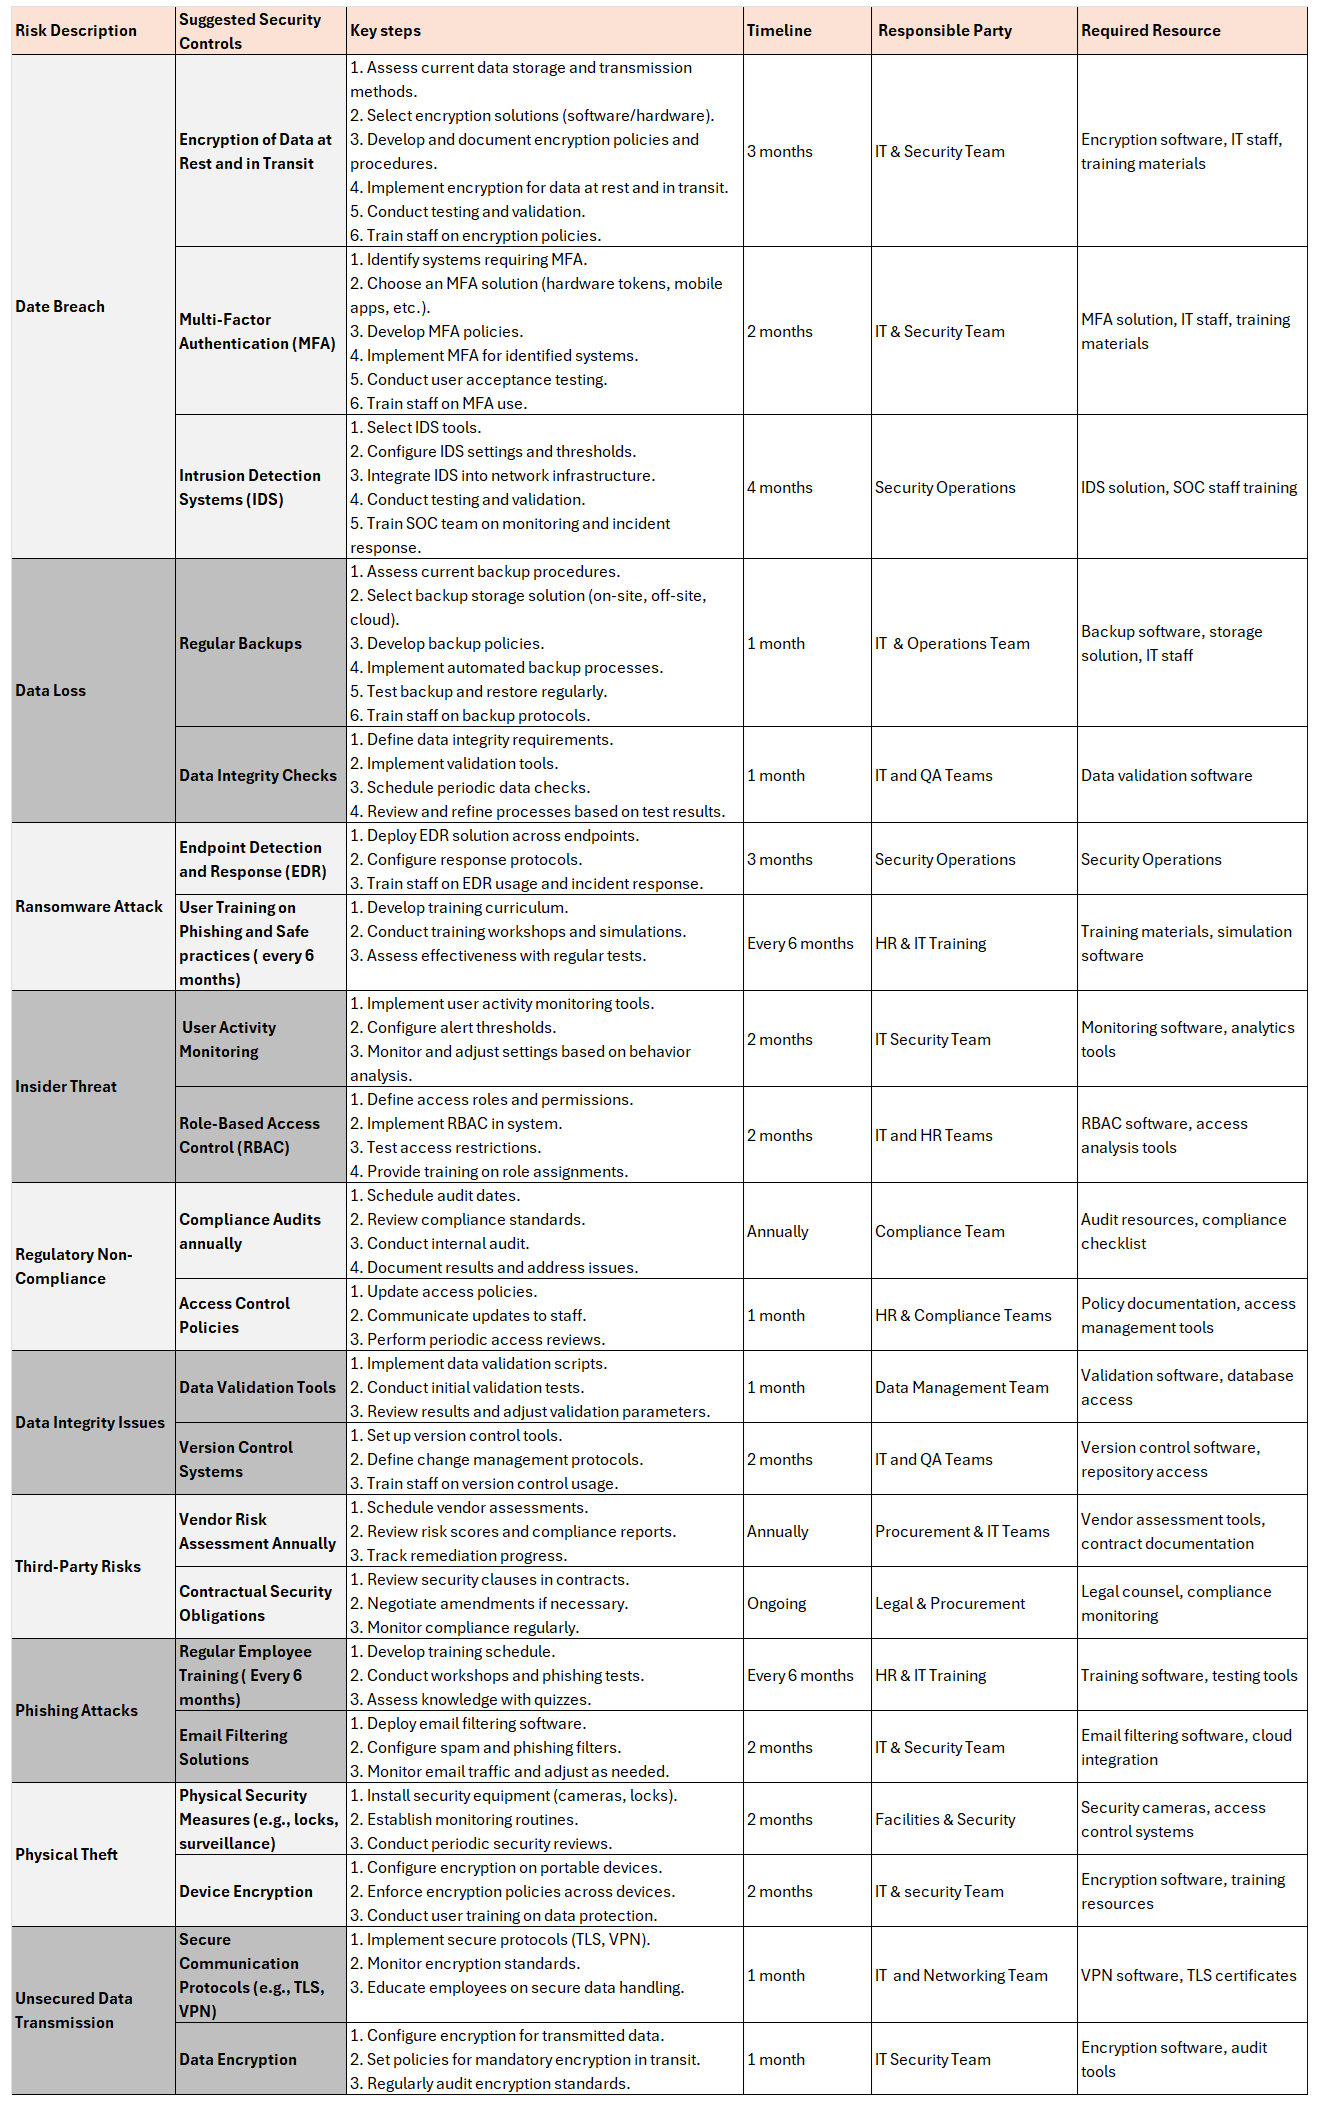 Risk Description
Suggested Security
Controls
Key steps
Timeline
Responsible Party
Required Resource
Date Breach
Encryption of Data at
Rest and in Transit
1. Assess current data storage and transmission
methods.
2. Select encryption solutions (software/hardware).
3. Develop and document encryption policies and
procedures.
4. Implement encryption for data at rest and in transit.
5. Conduct testing and validation.
6. Train staff on encryption policies.
3 months
IT & Security Team
Encryption software, IT staff,
training materials
Multi-Factor
Authentication (MFA)
1. Identify systems requiring MFA.
2. Choose an MFA solution (hardware tokens, mobile
apps, etc.).
3. Develop MFA policies.
4. Implement MFA for identified systems.
5. Conduct user acceptance testing.
6. Train staff on MFA use.
2 months
IT & Security Team
MFA solution, IT staff, training
materials
Intrusion Detection
Systems (IDS)
1. Select IDS tools.
2. Configure IDS settings and thresholds.
3. Integrate IDS into network infrastructure.
4. Conduct testing and validation.
5. Train SOC team on monitoring and incident
response.
4 months
Security Operations
IDS solution, SOC staff training
Data Loss
Regular Backups
1. Assess current backup procedures.
2. Select backup storage solution (on-site, off-site,
cloud).
3. Develop backup policies.
4. Implement automated backup processes.
5. Test backup and restore regularly.
6. Train staff on backup protocols.
1 month
IT & Operations Team
Backup software, storage
solution, IT staff
Data Integrity Checks
1. Define data integrity requirements.
2. Implement validation tools.
3. Schedule periodic data checks.
4. Review and refine processes based on test results.
1 month
IT and QA Teams
Data validation software
Ransomware Attack
Endpoint Detection
and Response (EDR)
1. Deploy EDR solution across endpoints.
2. Configure response protocols.
3. Train staff on EDR usage and incident response.
3 months
Security Operations
Security Operations
User Training on
Phishing and Safe
practices ( every 6
months)
1. Develop training curriculum.
2. Conduct training workshops and simulations.
3. Assess effectiveness with regular tests.
Every 6 months
HR & IT Training
Training materials, simulation
software
Insider Threat
User Activity
Monitoring
1. Implement user activity monitoring tools.
2. Configure alert thresholds.
3. Monitor and adjust settings based on behavior
analysis.
2 months
IT Security Team
Monitoring software, analytics
tools
Role-Based Access
Control (RBAC)
1. Define access roles and permissions.
2. Implement RBAC in system.
3. Test access restrictions.
4. Provide training on role assignments.
2 months
IT and HR Teams
RBAC software, access
analysis tools
Regulatory Non-
Compliance
Compliance Audits
annually
1. Schedule audit dates.
2. Review compliance standards.
3. Conduct internal audit.
4. Document results and address issues.
Annually
Compliance Team
Audit resources, compliance
checklist
Access Control
Policies
1. Update access policies.
2. Communicate updates to staff.
3. Perform periodic access reviews.
1 month
HR & Compliance Teams
Policy documentation, access
management tools
Data Integrity Issues
Data Validation Tools
1. Implement data validation scripts.
2. Conduct initial validation tests.
3. Review results and adjust validation parameters.
1 month
Data Management Team
Validation software, database
access
Version Control
Systems
1. Set up version control tools.
2. Define change management protocols.
3. Train staff on version control usage.
2 months
IT and QA Teams
Version control software,
repository access
Third-Party Risks
Vendor Risk
Assessment Annually
1. Schedule vendor assessments.
2. Review risk scores and compliance reports.
3. Track remediation progress.
Annually
Procurement & IT Teams
Vendor assessment tools,
contract documentation
Contractual Security
Obligations
1. Review security clauses in contracts.
2. Negotiate amendments if necessary.
3. Monitor compliance regularly.
Ongoing
Legal & Procurement
Legal counsel, compliance
monitoring
Phishing Attacks
Regular Employee
Training ( Every 6
months)
1. Develop training schedule.
2. Conduct workshops and phishing tests.
3. Assess knowledge with quizzes.
Every 6 months
HR & IT Training
Training software, testing tools
Email Filtering
Solutions
1. Deploy email filtering software.
2. Configure spam and phishing filters.
3. Monitor email traffic and adjust as needed.
2 months
IT & Security Team
Email filtering software, cloud
integration
Physical Theft
Physical Security
Measures (e.g., locks,
surveillance)
1. Install security equipment (cameras, locks).
2. Establish monitoring routines.
3. Conduct periodic security reviews.
2 months
Facilities & Security
Security cameras, access
control systems
Device Encryption
1. Configure encryption on portable devices.
2. Enforce encryption policies across devices.
3. Conduct user training on data protection.
2 months
IT & security Team
Encryption software, training
resources
Unsecured Data
Transmission
Secure
Communication
Protocols (e.g., TLS,
VPN)
1. Implement secure protocols (TLS, VPN).
2. Monitor encryption standards.
3. Educate employees on secure data handling.
1 month
IT and Networking Team
VPN software, TLS certificates
Data Encryption
1. Configure encryption for transmitted data.
2. Set policies for mandatory encryption in transit.
3. Regularly audit encryption standards.
1 month
IT Security Team
Encryption software, audit
tools